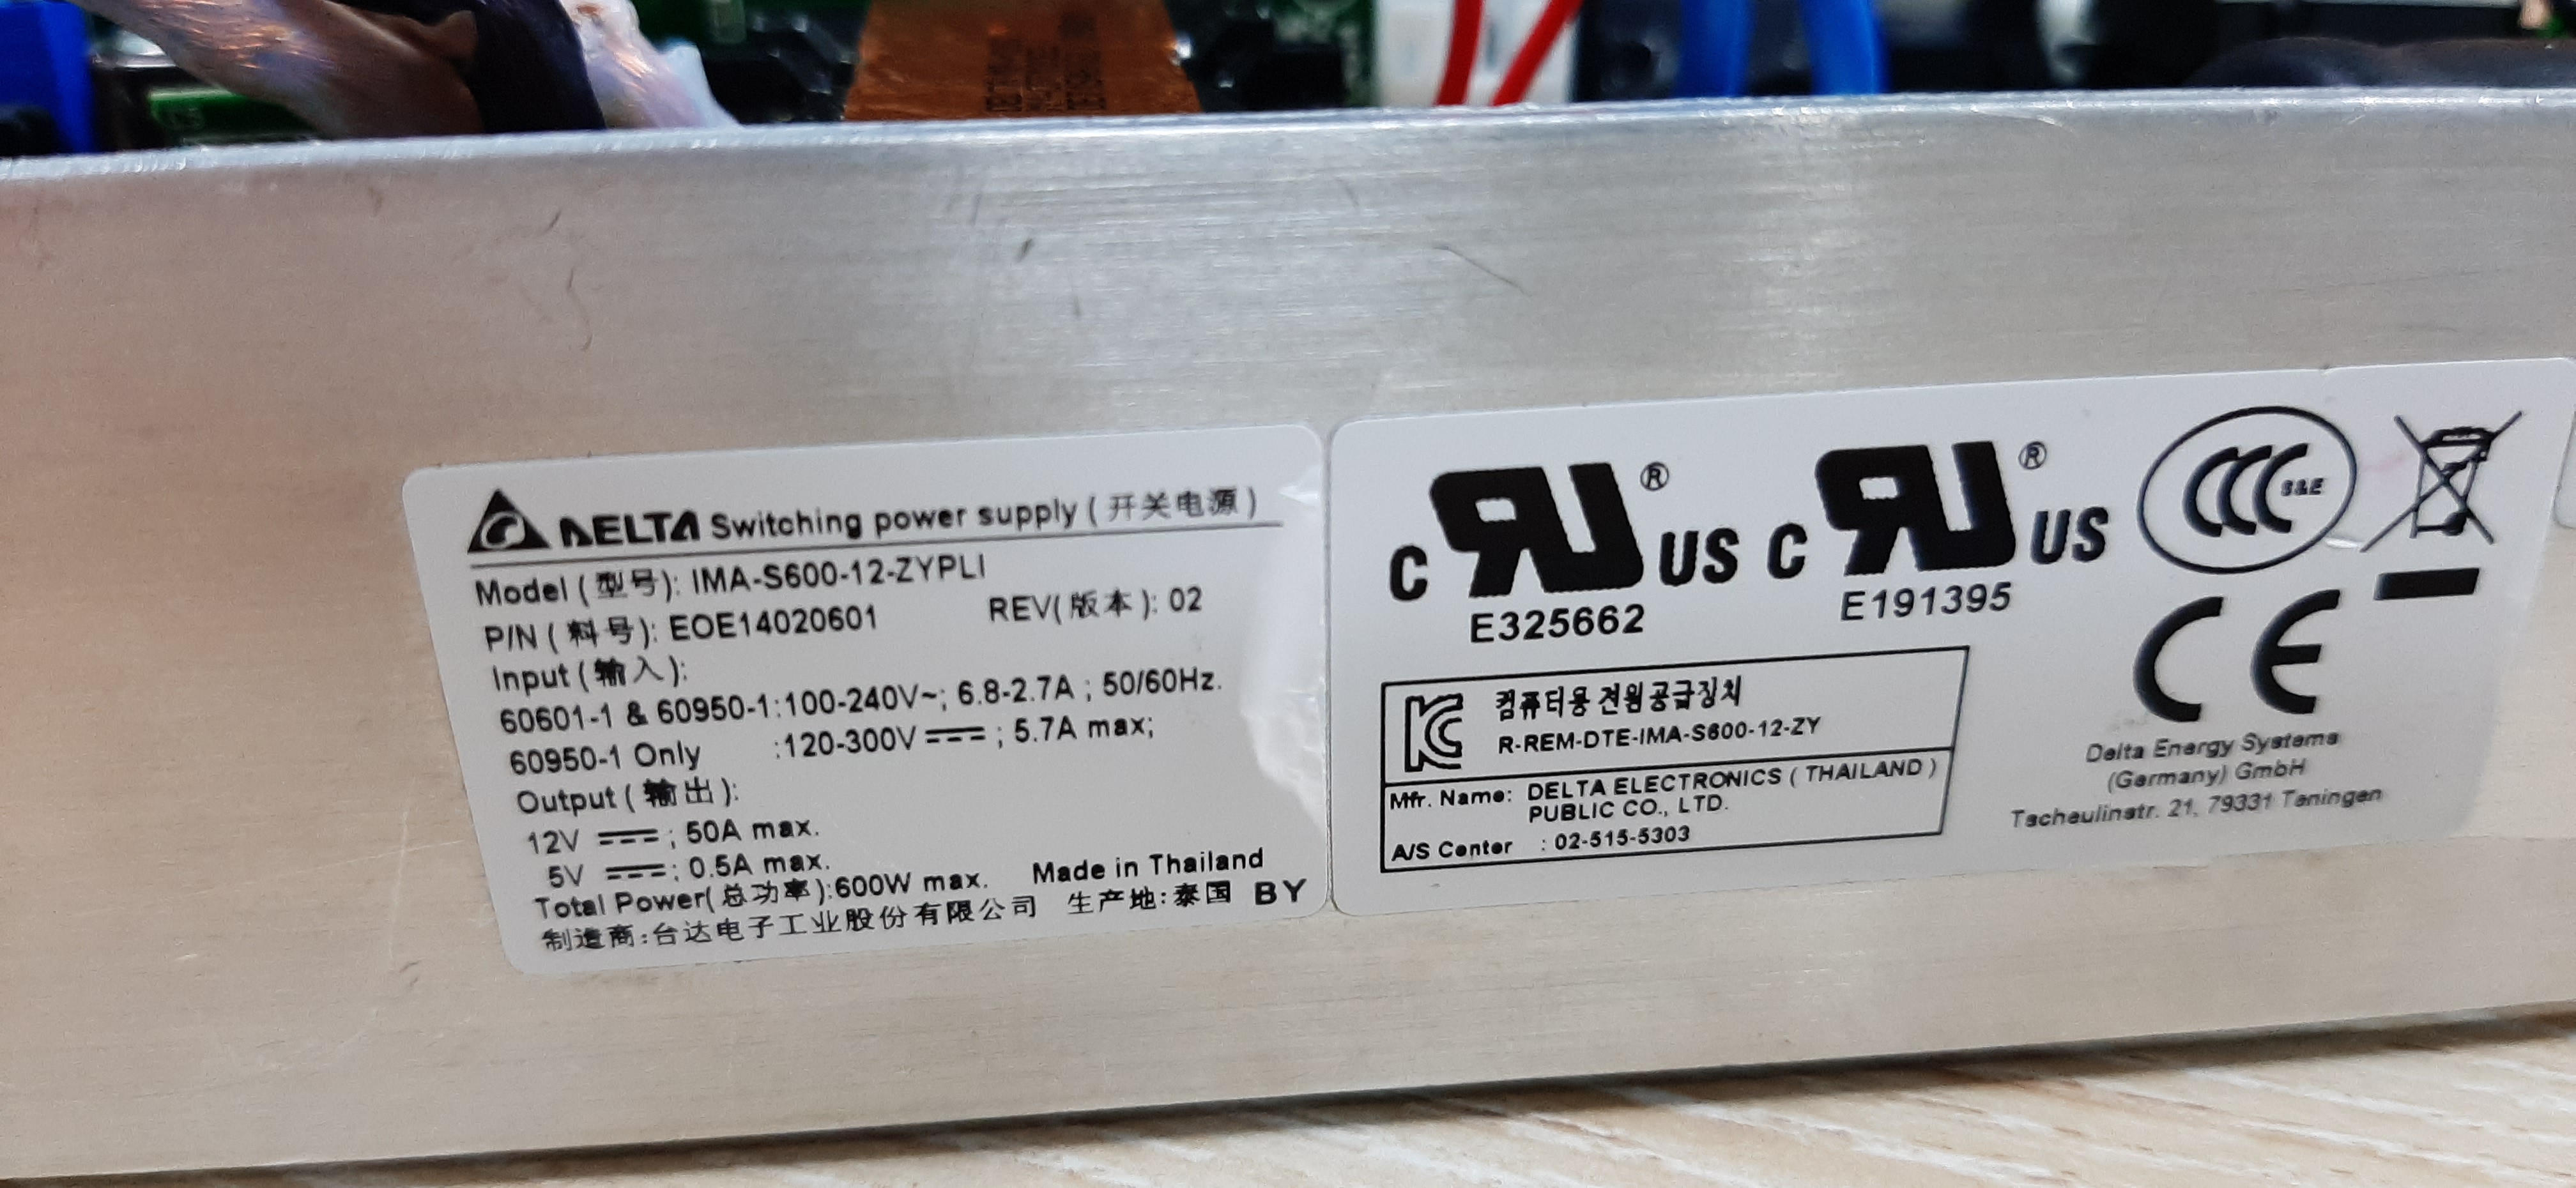 DELTA Switching power supply (开关电源)
Model (型号): IMA-S600-12-ZYPLI
P/N (料号): EOE14020601 REV(版本): 02
Input (输入):
60601-1 & 60950-1:100-240V~; 6.8-2.7A ; 50/60Hz.
60950-1 Only :120-300V ⎓ ; 5.7A max;
Output (输出):
12V ⎓ ; 50A max.
5V ⎓ ; 0.5A max.
Total Power(总功率):600W max. Made in Thailand
制造商:台达电子工业股份有限公司 生产地:泰国 BY
C RU ® US C RU ® US
E325662 E191395
CCC S&E
CE
KC 컴퓨터용 전원공급장치
R-REM-DTE-IMA-S600-12-ZY
Mfr. Name: DELTA ELECTRONICS ( THAILAND )
PUBLIC CO., LTD.
A/S Center : 02-515-5303
Delta Energy Systems
(Germany) GmbH
Tscheulinstr. 21, 79331 Teningen